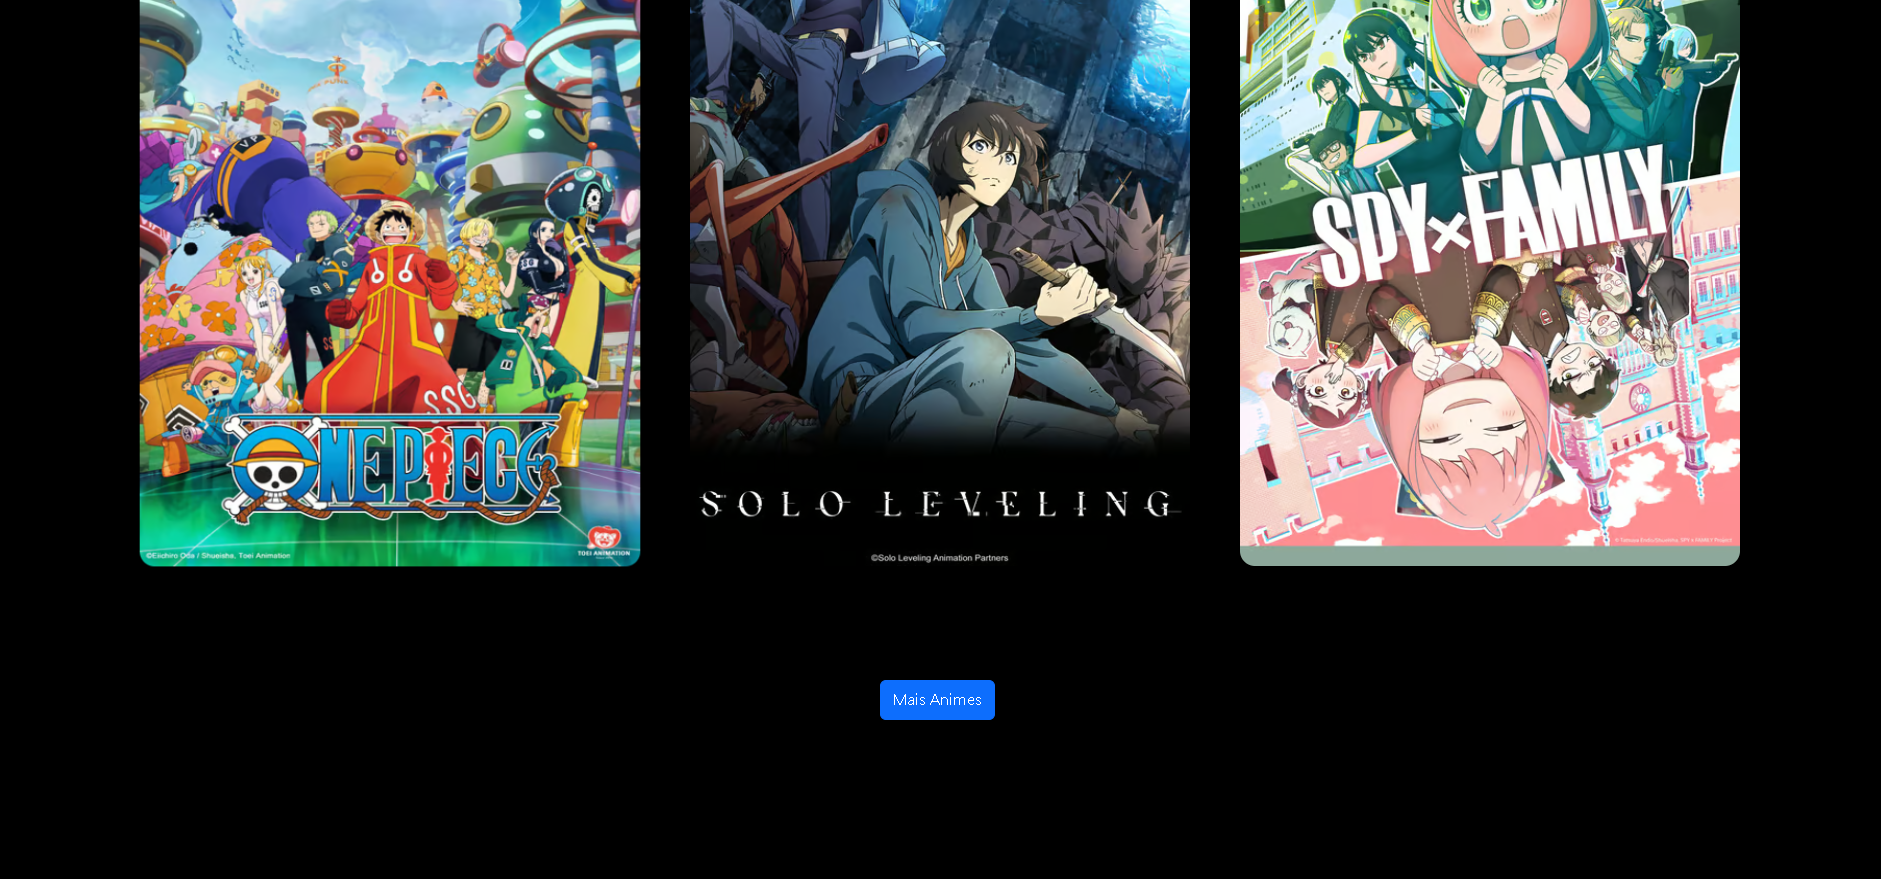 ONE PIECE
©Eiichiro Oda / Shueisha, Toei Animation
TOEI ANIMATION
SOLO LEVELING
©Solo Leveling Animation Partners
SPY×FAMILY
© Tatsuya Endo/Shueisha, SPY x FAMILY Project
Mais Animes